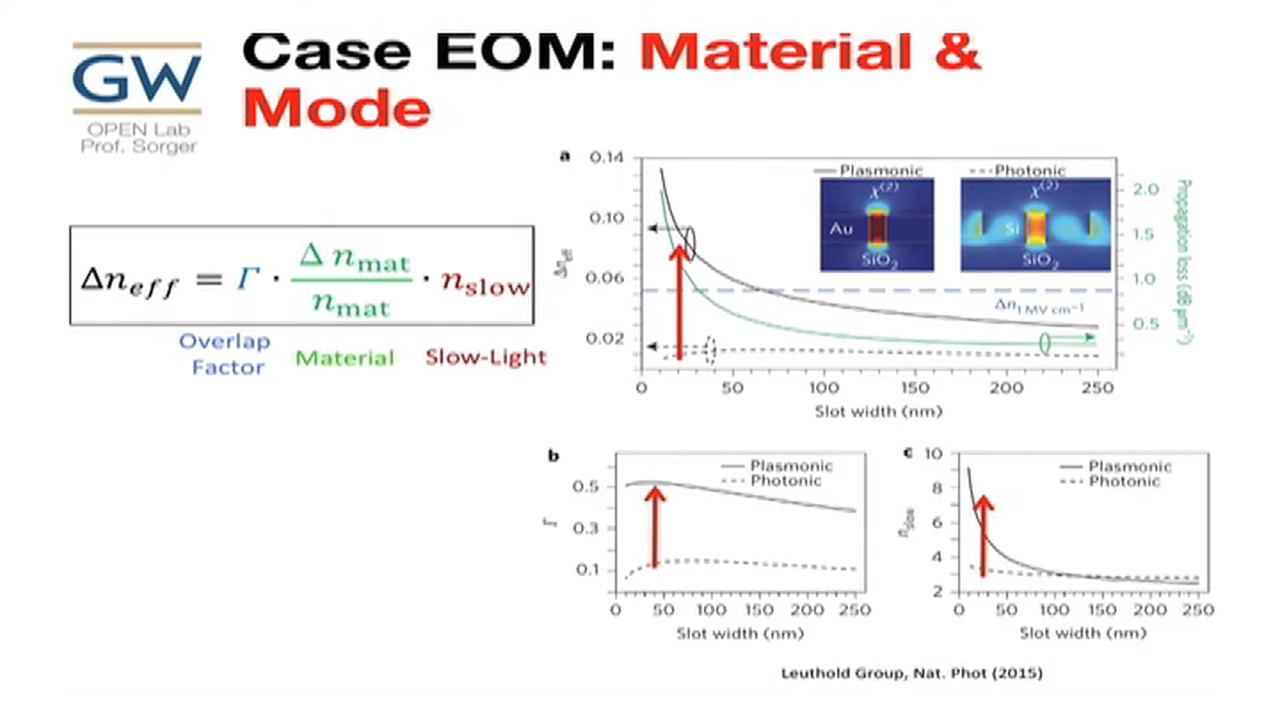 GW
OPEN Lab
Prof. Sorger
Case EOM: Material &
Mode
Δn_eff = Γ · Δ n_mat / n_mat · n_slow
Overlap
Factor
Material
Slow-Light
a
Plasmonic
Photonic
χ(2)
χ(2)
Au
Si
SiO2
SiO2
Δn1 MV cm⁻¹
0.14
0.10
0.06
0.02
Δn_eff
2.0
1.5
1.0
0.5
Propagation loss (dB μm⁻¹)
0 50 100 150 200 250
Slot width (nm)
b
Plasmonic
Photonic
0.5
0.3
0.1
Γ
0 50 100 150 200 250
Slot width (nm)
c
Plasmonic
Photonic
10
8
6
4
2
n_slow
0 50 100 150 200 250
Slot width (nm)
Leuthold Group, Nat. Phot (2015)